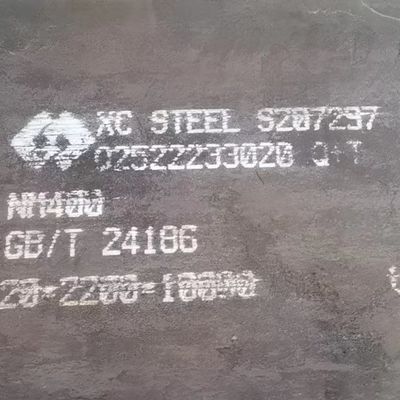 XC STEEL S207297
02522233020 Q+T
NM400
GB/T 24186
20×2200×10000